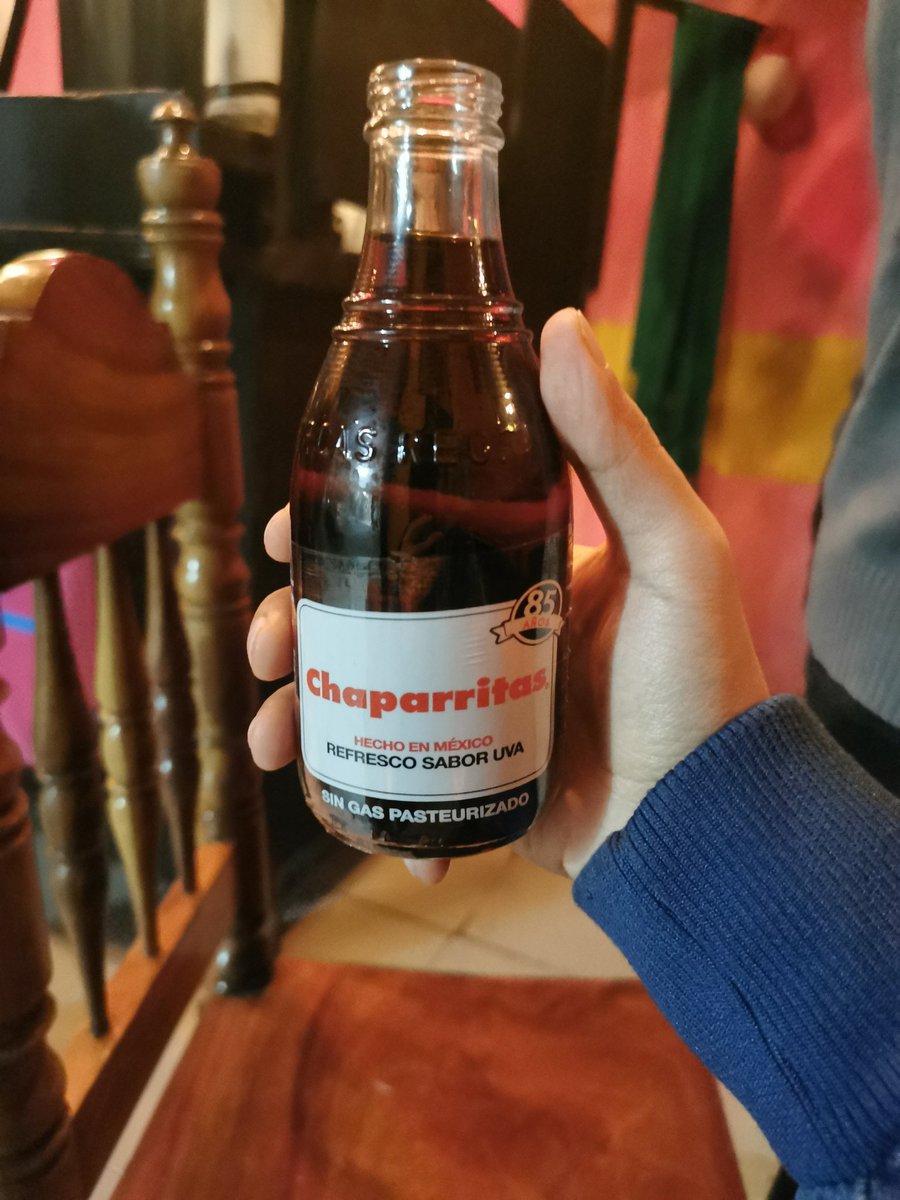 85
AÑOS
Chaparritas
HECHO EN MÉXICO
REFRESCO SABOR UVA
SIN GAS PASTEURIZADO